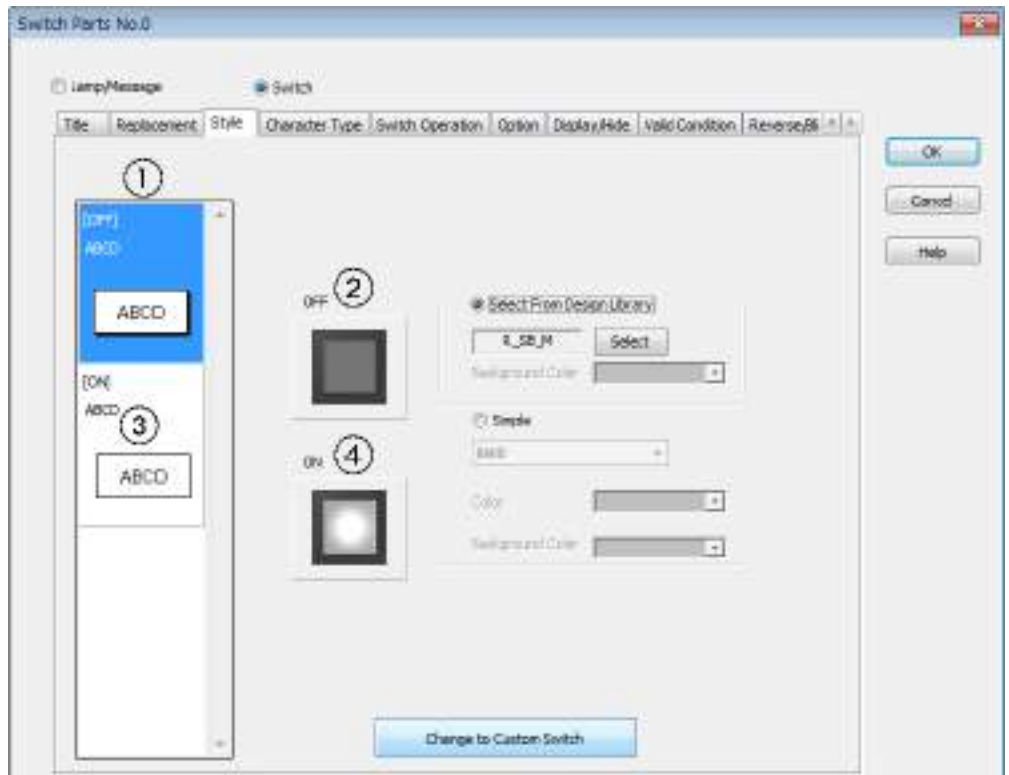 Switch Parts No.0
Lamp/Message Switch
Title Replacement Style Character Type Switch Operation Option Display/Hide Valid Condition Reverse/Bli
OK
1
Cancel
[OFF]
ABCD
Help
ABCD
OFF 2
Select From Design Library
Select
Background Color
[ON]
ABCD
3
Simple
ON 4
ABCD
Color
Background Color
Change to Custom Switch